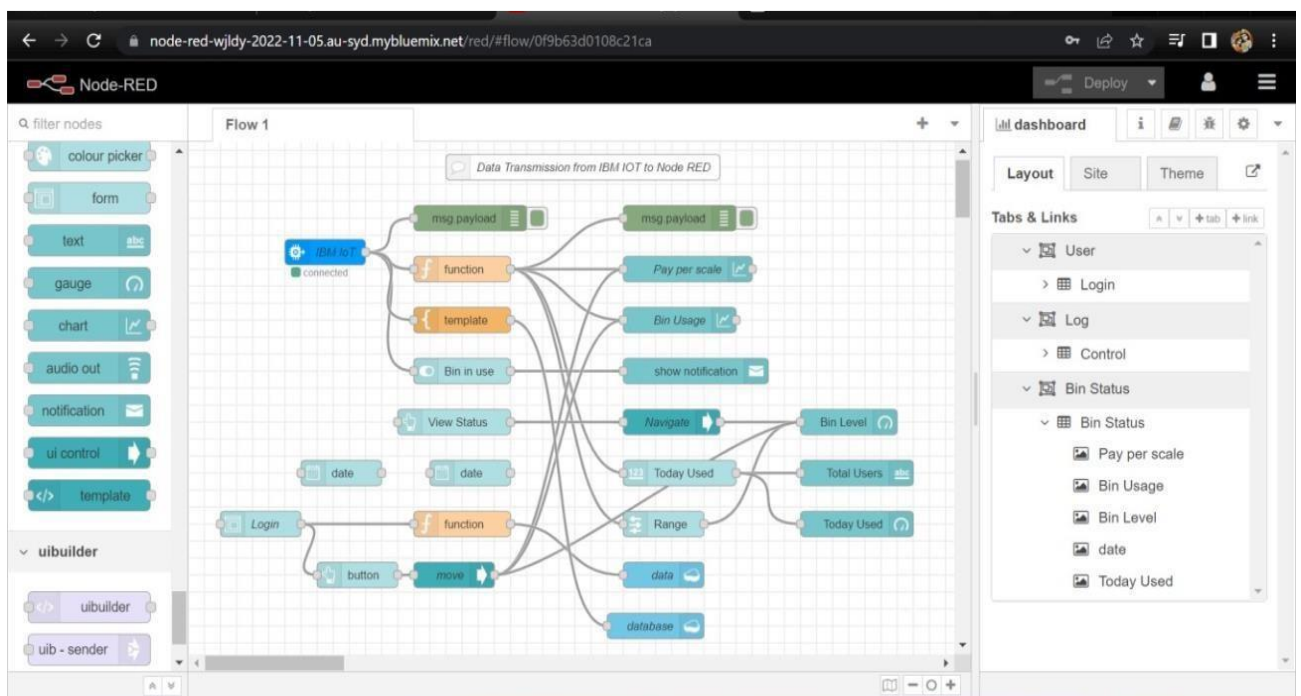 node-red-wjldy-2022-11-05.au-syd.mybluemix.net/red/#flow/0f9b63d0108c21ca
Node-RED
Deploy
filter nodes
colour picker
form
text
abc
gauge
chart
audio out
notification
ui control
template
uibuilder
uibuilder
uib - sender
Flow 1
Data Transmission from IBM IOT to Node RED
msg.payload
msg.payload
IBM IoT
connected
function
Pay per scale
template
Bin Usage
Bin in use
show notification
View Status
Navigate
Bin Level
date
date
123
Today Used
Total Users
abc
Login
function
Range
Today Used
button
move
data
database
dashboard
i
Layout
Site
Theme
Tabs & Links
+ tab
+ link
User
Login
Log
Control
Bin Status
Bin Status
Pay per scale
Bin Usage
Bin Level
date
Today Used